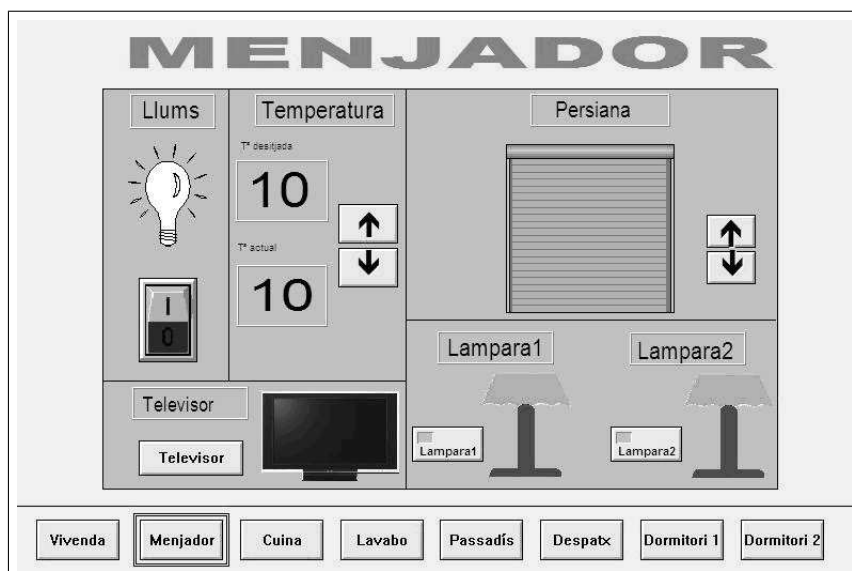 MENJADOR
Llums
Temperatura
Persiana
Tª desitjada
10
Tª actual
10
I
0
Lampara1
Lampara2
Televisor
Televisor
Lampara1
Lampara2
Vivenda
Menjador
Cuina
Lavabo
Passadís
Despatx
Dormitori 1
Dormitori 2